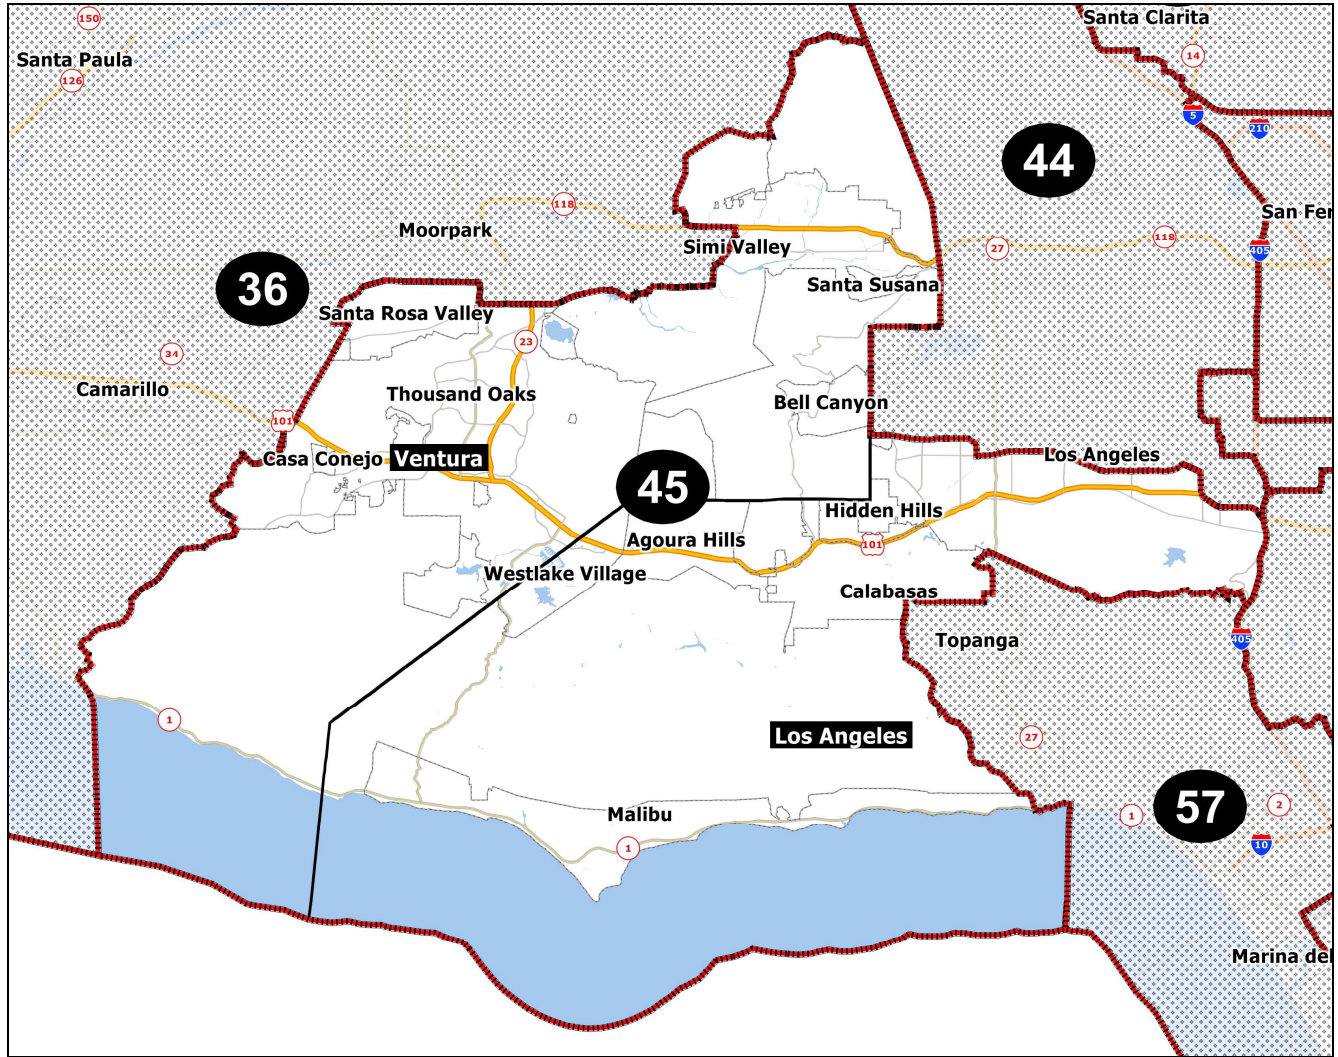 150
Santa Clarita
Santa Paula
14
126
5
210
44
118
San Fer
Moorpark
118
27
405
Simi Valley
36
Santa Susana
Santa Rosa Valley
23
34
Camarillo
Thousand Oaks
Bell Canyon
101
Casa Conejo
Ventura
Los Angeles
45
Hidden Hills
Agoura Hills
101
Westlake Village
Calabasas
Topanga
405
1
Los Angeles
27
Malibu
57
2
1
1
10
Marina del